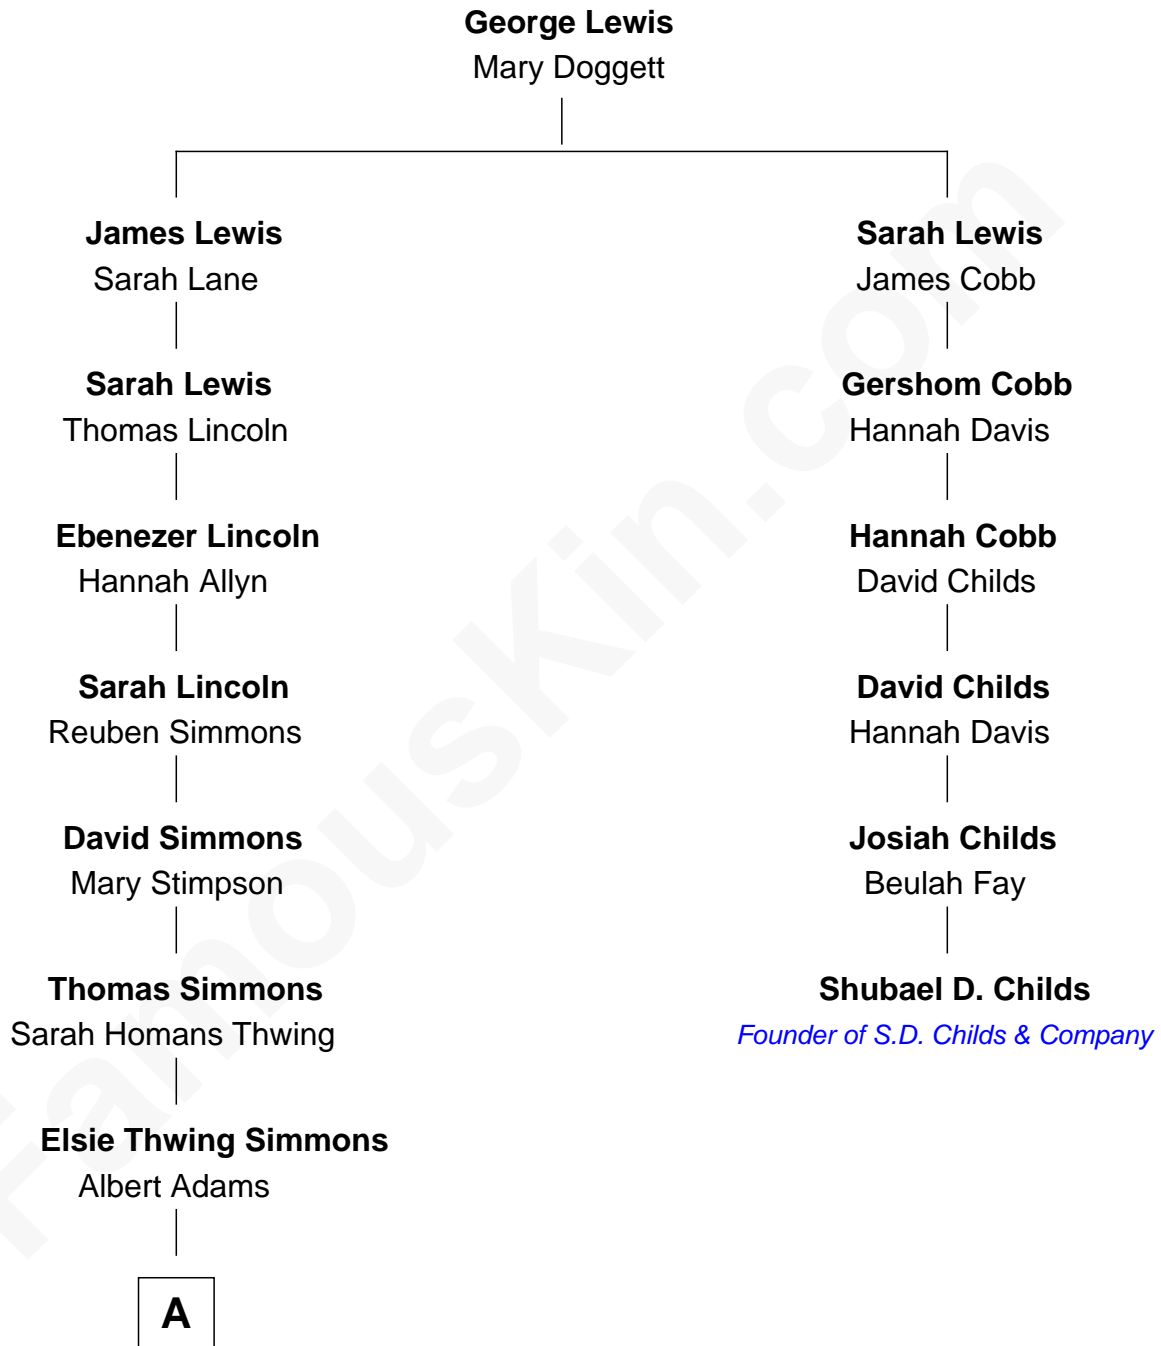 George Lewis
Mary Doggett
James Lewis
Sarah Lane
Sarah Lewis
James Cobb
Sarah Lewis
Thomas Lincoln
Gershom Cobb
Hannah Davis
Ebenezer Lincoln
Hannah Allyn
Hannah Cobb
David Childs
Sarah Lincoln
Reuben Simmons
David Childs
Hannah Davis
David Simmons
Mary Stimpson
Josiah Childs
Beulah Fay
Thomas Simmons
Sarah Homans Thwing
Shubael D. Childs
Founder of S.D. Childs & Company
Elsie Thwing Simmons
Albert Adams
A
FamousKin.com